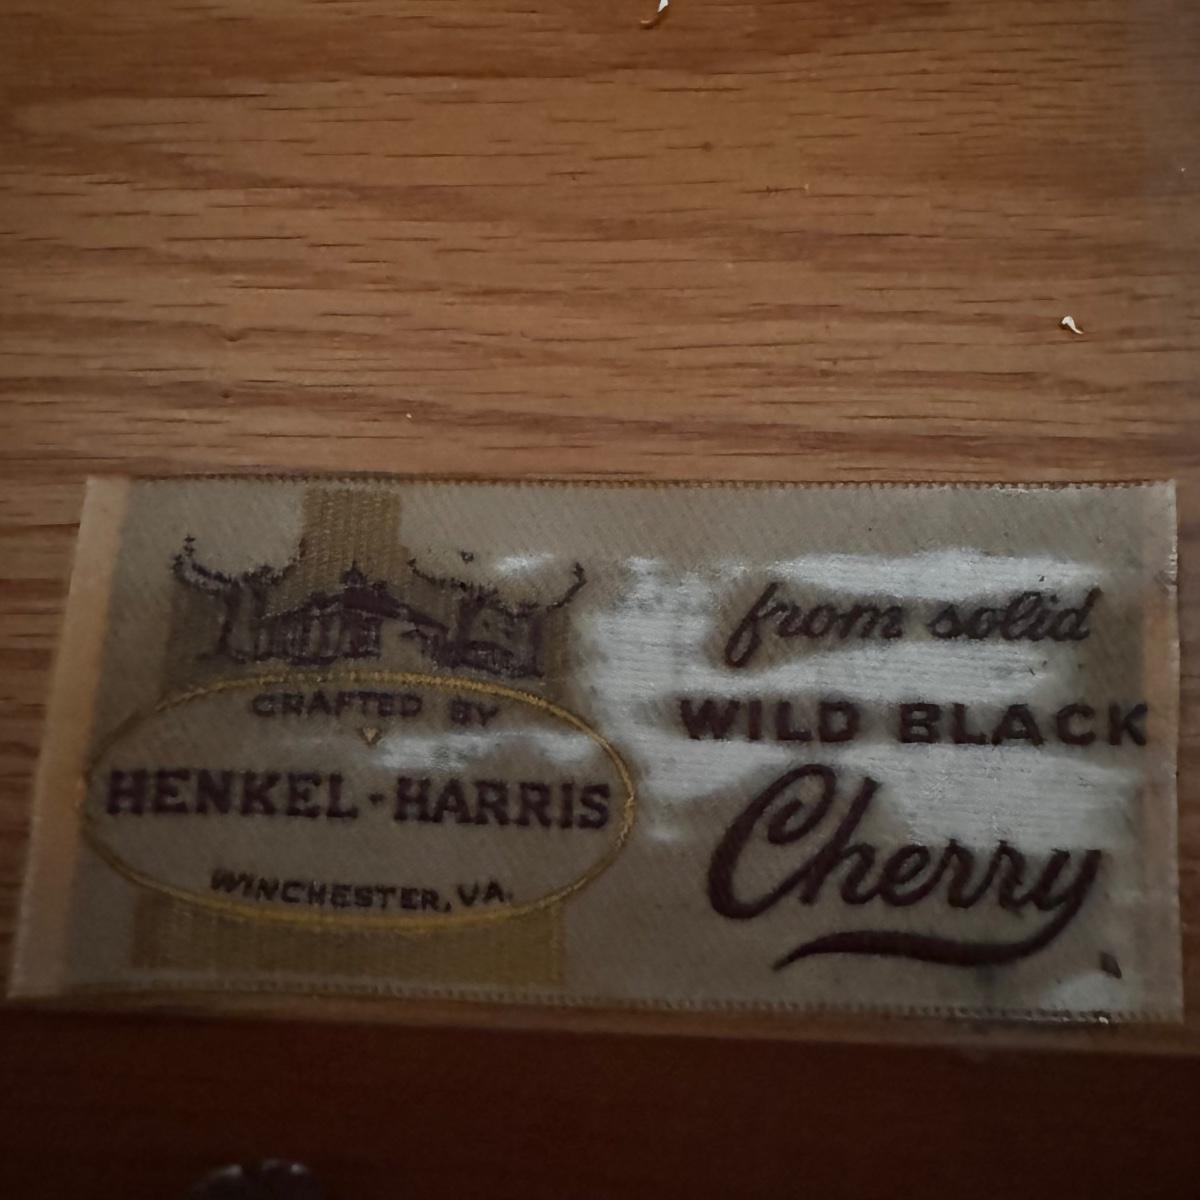 CRAFTED BY
HENKEL-HARRIS
WINCHESTER, VA.
from solid
WILD BLACK
Cherry